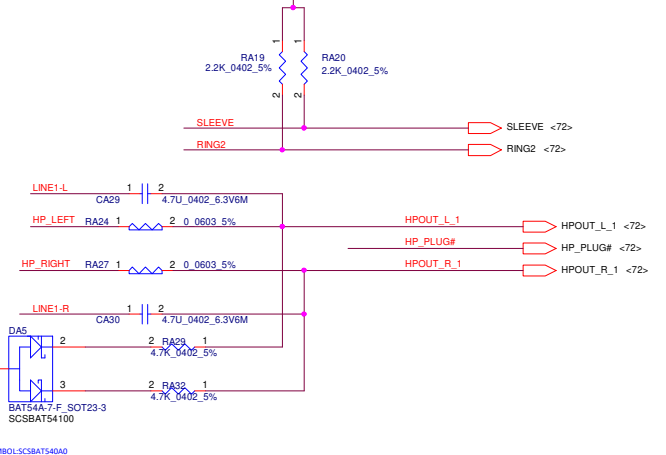 1 1
RA19 RA20
2.2K_0402_5% 2.2K_0402_5%
2 2
SLEEVE SLEEVE <72>
RING2 RING2 <72>
LINE1-L 1 2
CA29 4.7U_0402_6.3V6M
HP_LEFT RA24 1 2 0_0603_5% HPOUT_L_1 HPOUT_L_1 <72>
HP_PLUG# HP_PLUG# <72>
HP_RIGHT RA27 1 2 0_0603_5% HPOUT_R_1 HPOUT_R_1 <72>
LINE1-R 1 2
CA30 4.7U_0402_6.3V6M
DA5
2 2 RA29 1
4.7K_0402_5%
3 2 RA32 1
4.7K_0402_5%
BAT54A-7-F_SOT23-3
SCSBAT54100
MBOL:SCSBAT540A0